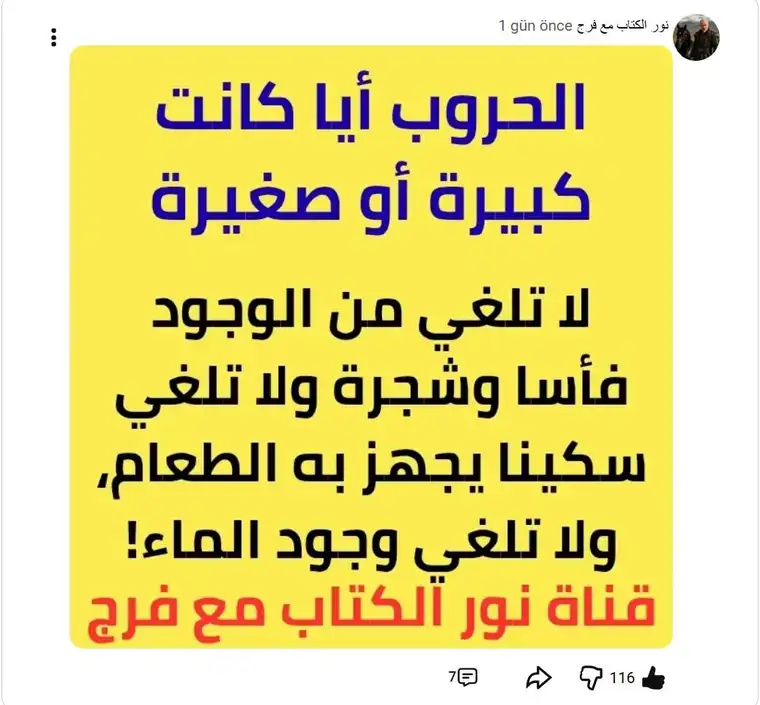 نور الكتاب مع فرج 1 gün önce
الحروب أيا كانت
كبيرة أو صغيرة
لا تلغي من الوجود
فأسا وشجرة ولا تلغي
سكينا يجهز به الطعام,
ولا تلغي وجود الماء!
قناة نور الكتاب مع فرج
116
7